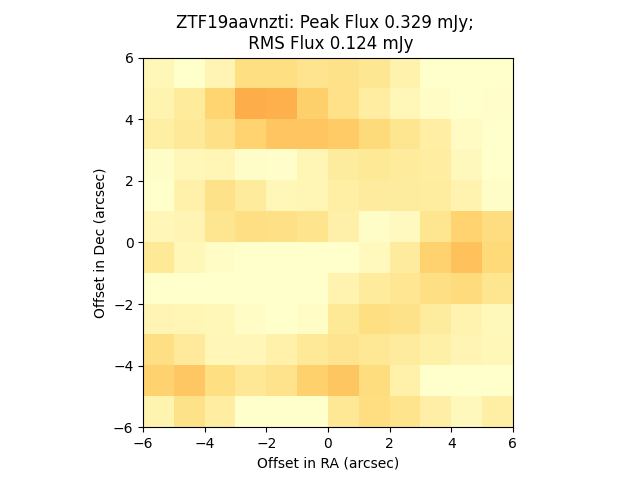 ZTF19aavnzti: Peak Flux 0.329 mJy;
RMS Flux 0.124 mJy
6
4
2
0
−2
−4
−6
Offset in Dec (arcsec)
−6 −4 −2 0 2 4 6
Offset in RA (arcsec)